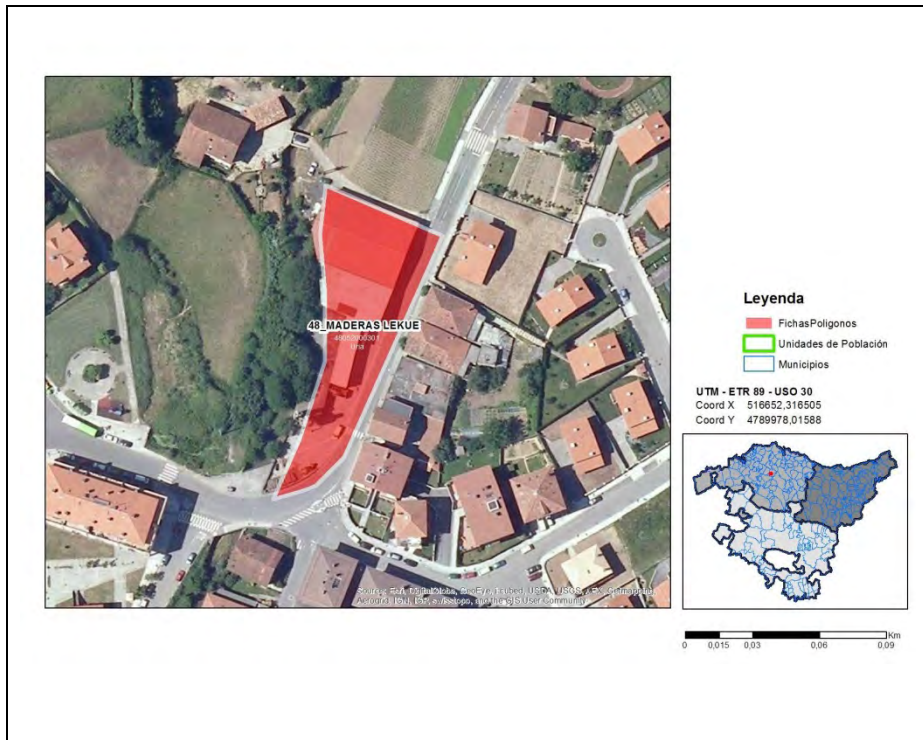 48_MADERAS LEKUE
Leyenda
FichasPoligonos
Unidades de Población
Municipios
UTM - ETR 89 - USO 30
Coord X 516652,316505
Coord Y 4789978,01588
Km
0 0,015 0,03 0,06 0,09